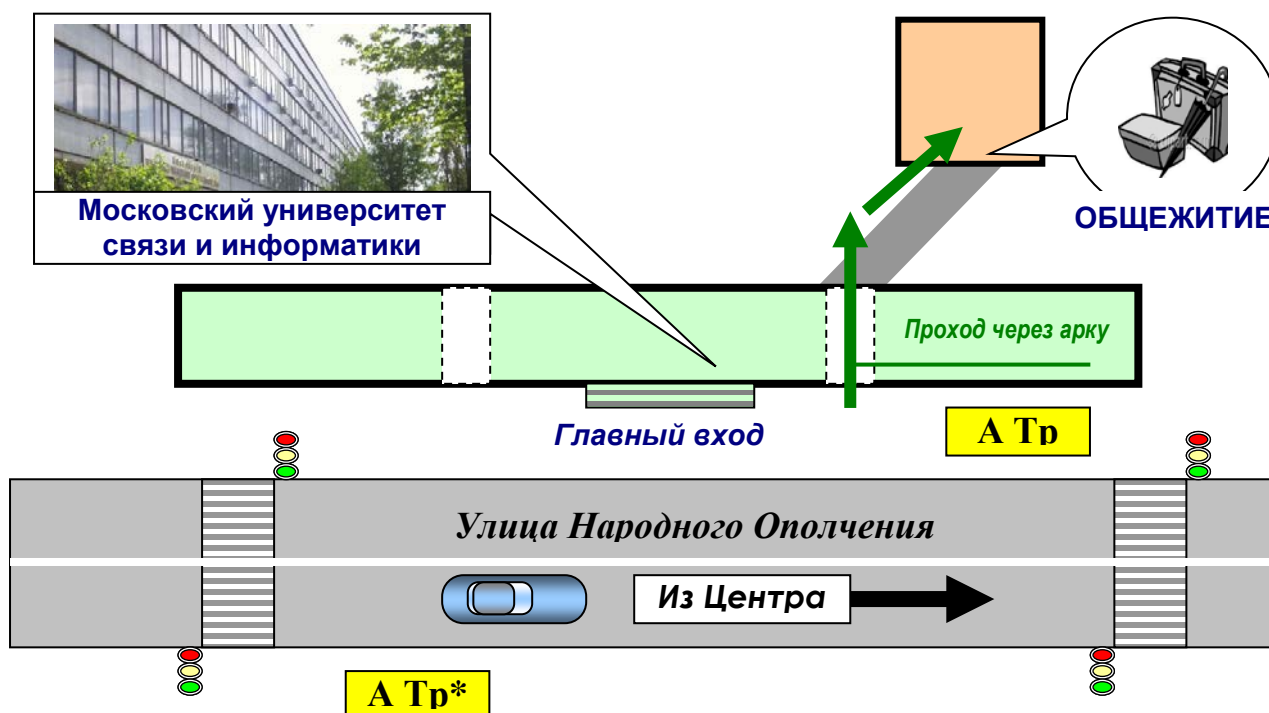 Московский университет
связи и информатики
ОБЩЕЖИТИЕ
Проход через арку
Главный вход
А Тр
Улица Народного Ополчения
Из Центра
А Тр*